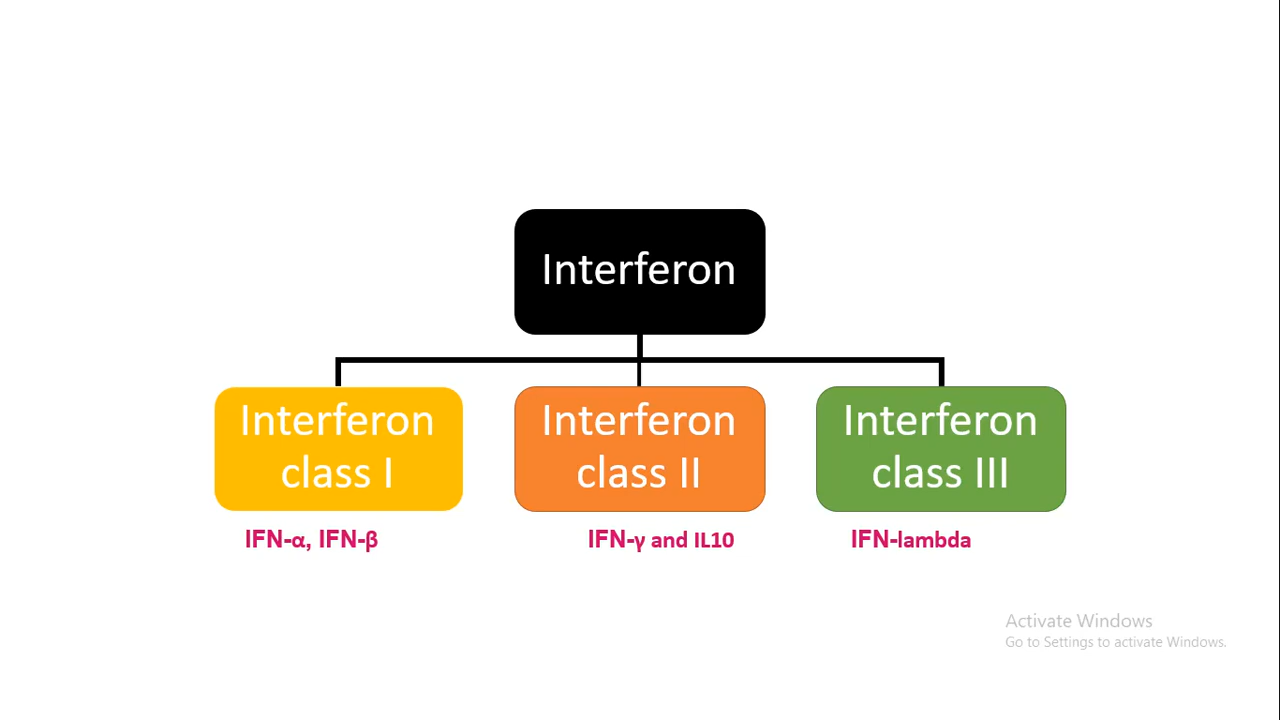 Interferon
Interferon
class I
Interferon
class II
Interferon
class III
IFN-α, IFN-β
IFN-γ and IL10
IFN-lambda
Activate Windows
Go to Settings to activate Windows.